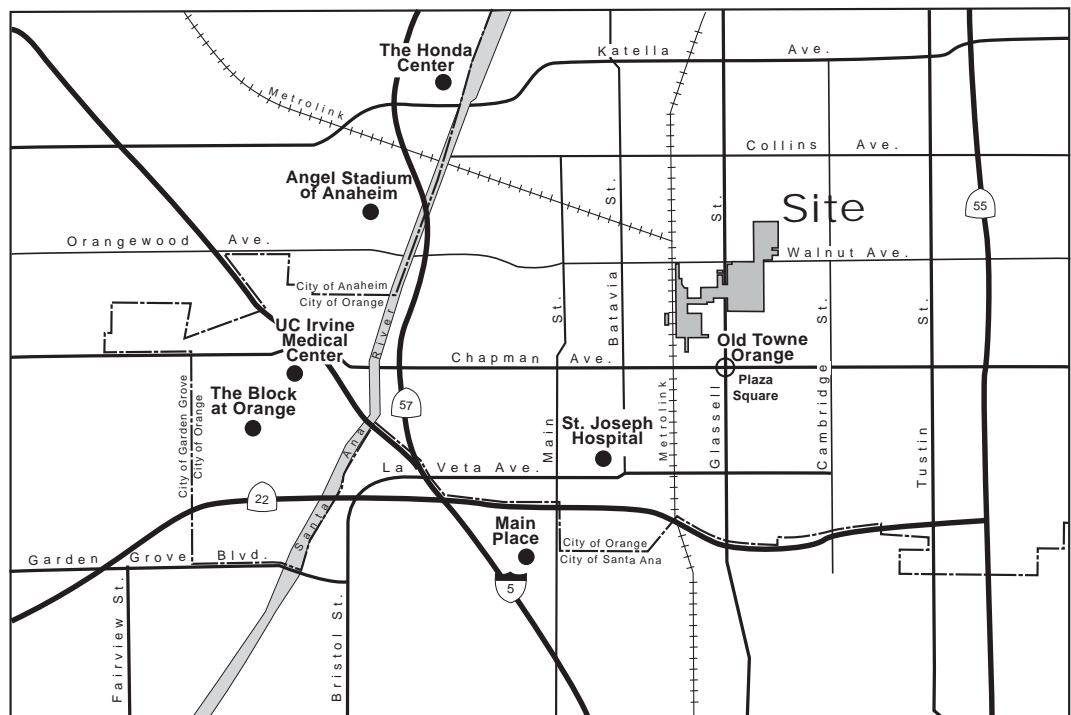 The Honda
Center
Katella Ave.
Metrolink
Collins Ave.
Angel Stadium
of Anaheim
St.
St.
Site
55
Orangewood Ave.
Walnut Ave.
City of Anaheim
City of Orange
River
UC Irvine
Medical
Center
St.
Batavia
St.
St.
Old Towne
Orange
Chapman Ave.
Plaza
Square
The Block
at Orange
57
City of Garden Grove
City of Orange
St. Joseph
Hospital
Main
Metrolink
Glassell
Cambridge
Tustin
Ana
La Veta Ave.
22
Santa
Main
Place
City of Orange
City of Santa Ana
Garden Grove Blvd.
5
Fairview St.
Bristol St.